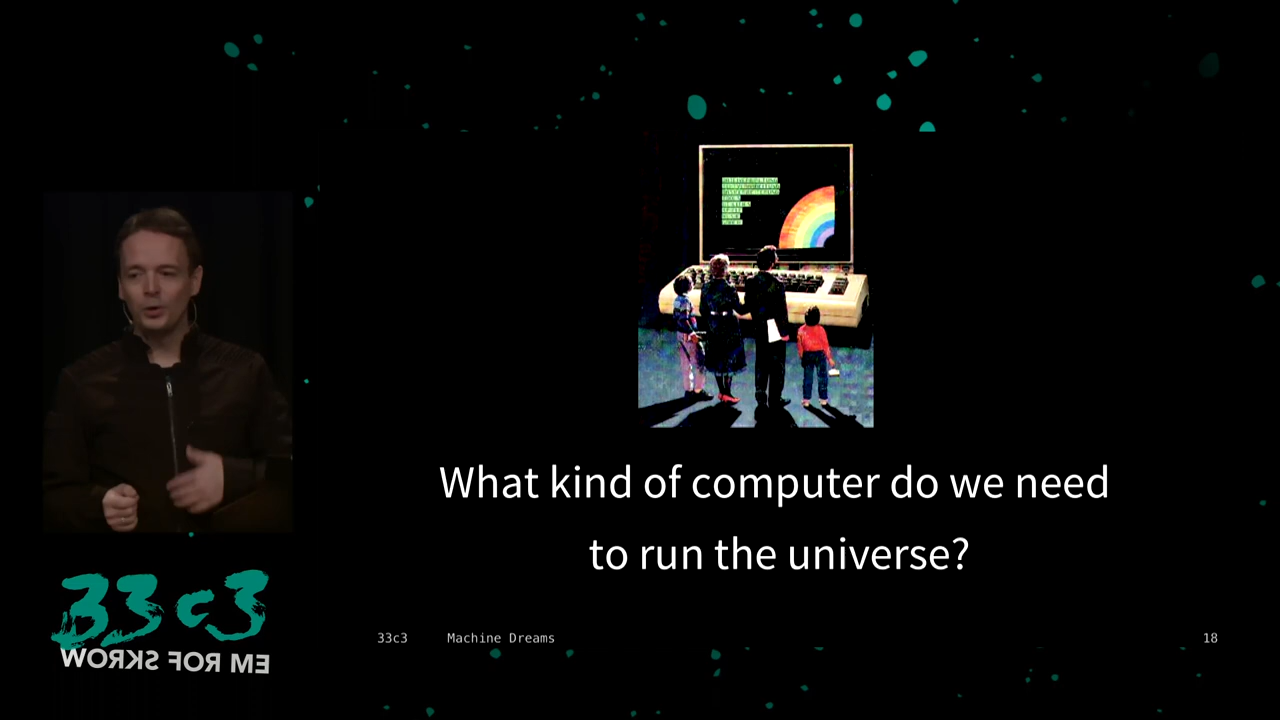 What kind of computer do we need
to run the universe?
33c3
WORKS FOR ME
33c3 Machine Dreams 18